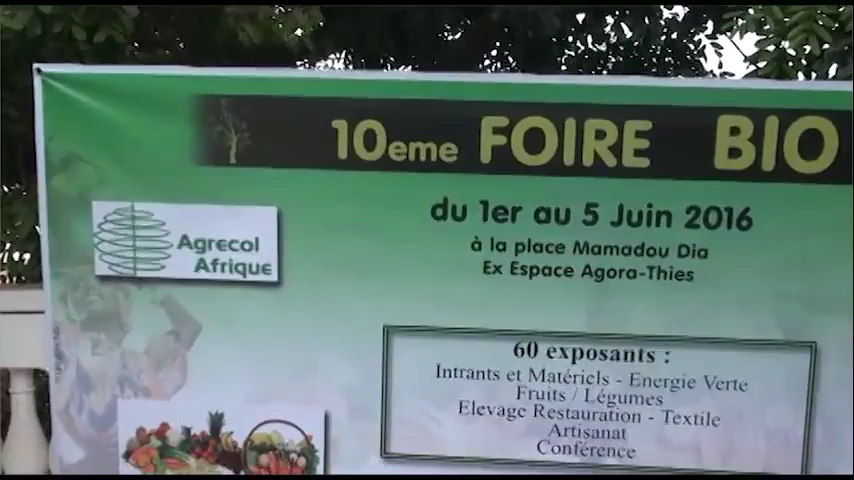 10eme FOIRE BIO
du 1er au 5 Juin 2016
à la place Mamadou Dia
Ex Espace Agora-Thies
Agrecol
Afrique
60 exposants :
Intrants et Matériels - Energie Verte
Fruits / Légumes
Elevage Restauration - Textile
Artisanat
Conférence